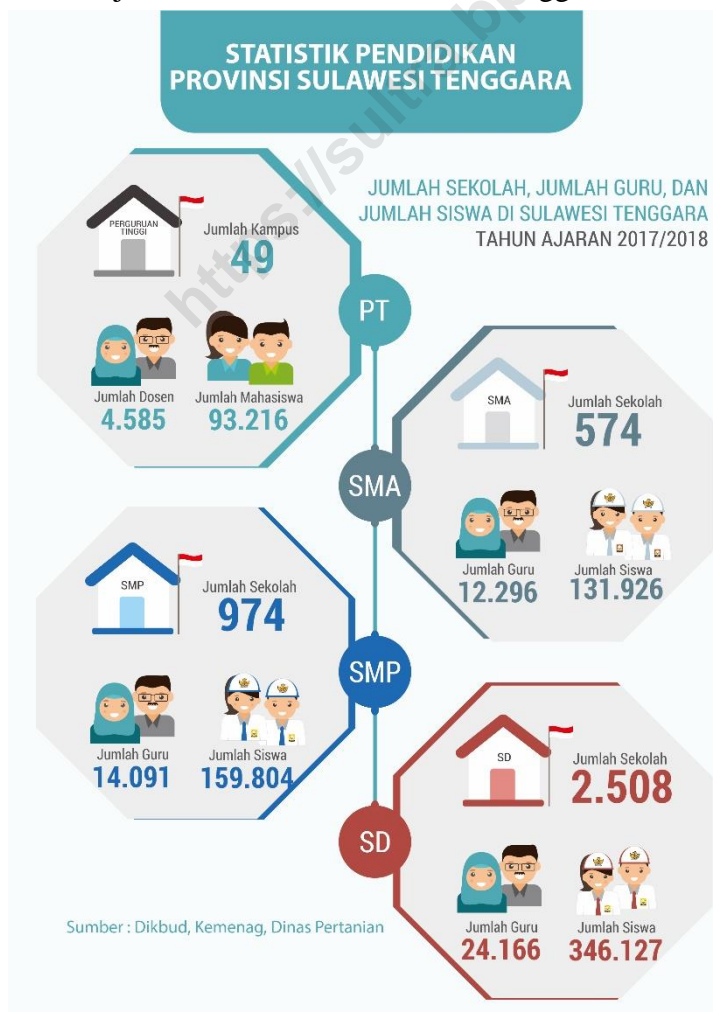 STATISTIK PENDIDIKAN
PROVINSI SULAWESI TENGGARA
JUMLAH SEKOLAH, JUMLAH GURU, DAN
JUMLAH SISWA DI SULAWESI TENGGARA
TAHUN AJARAN 2017/2018
PERGURUAN
TINGGI
Jumlah Kampus
49
Jumlah Dosen
4.585
Jumlah Mahasiswa
93.216
PT
SMA
Jumlah Sekolah
574
Jumlah Guru
12.296
Jumlah Siswa
131.926
SMA
SMP
Jumlah Sekolah
974
Jumlah Guru
14.091
Jumlah Siswa
159.804
SMP
SD
Jumlah Sekolah
2.508
Jumlah Guru
24.166
Jumlah Siswa
346.127
SD
Sumber : Dikbud, Kemenag, Dinas Pertanian
https://sultra.bp